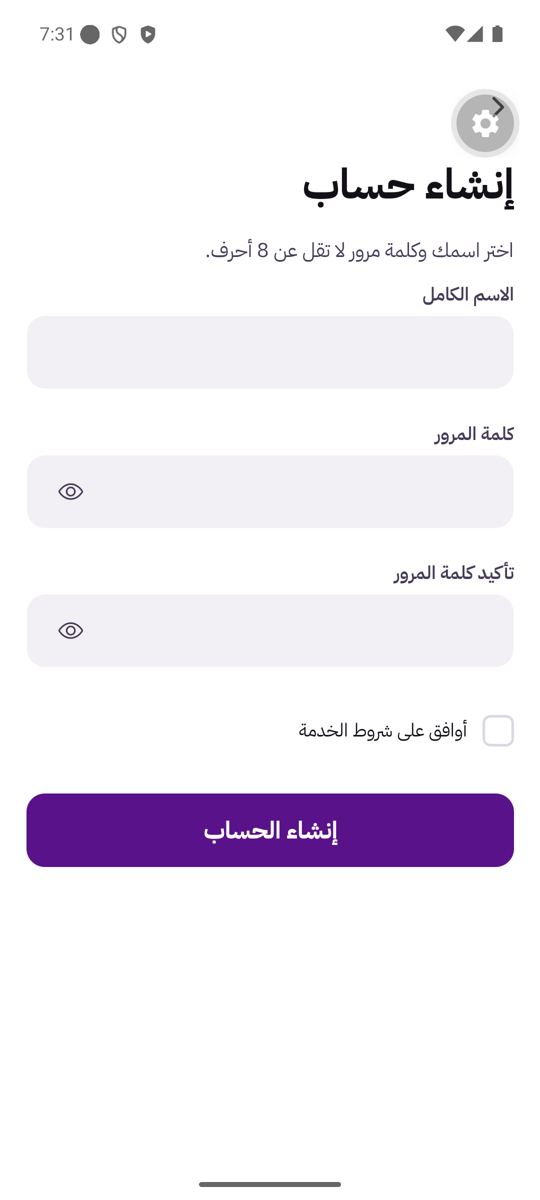 7:31
إنشاء حساب
اختر اسمك وكلمة مرور لا تقل عن 8 أحرف.
الاسم الكامل
كلمة المرور
تأكيد كلمة المرور
أوافق على شروط الخدمة
إنشاء الحساب